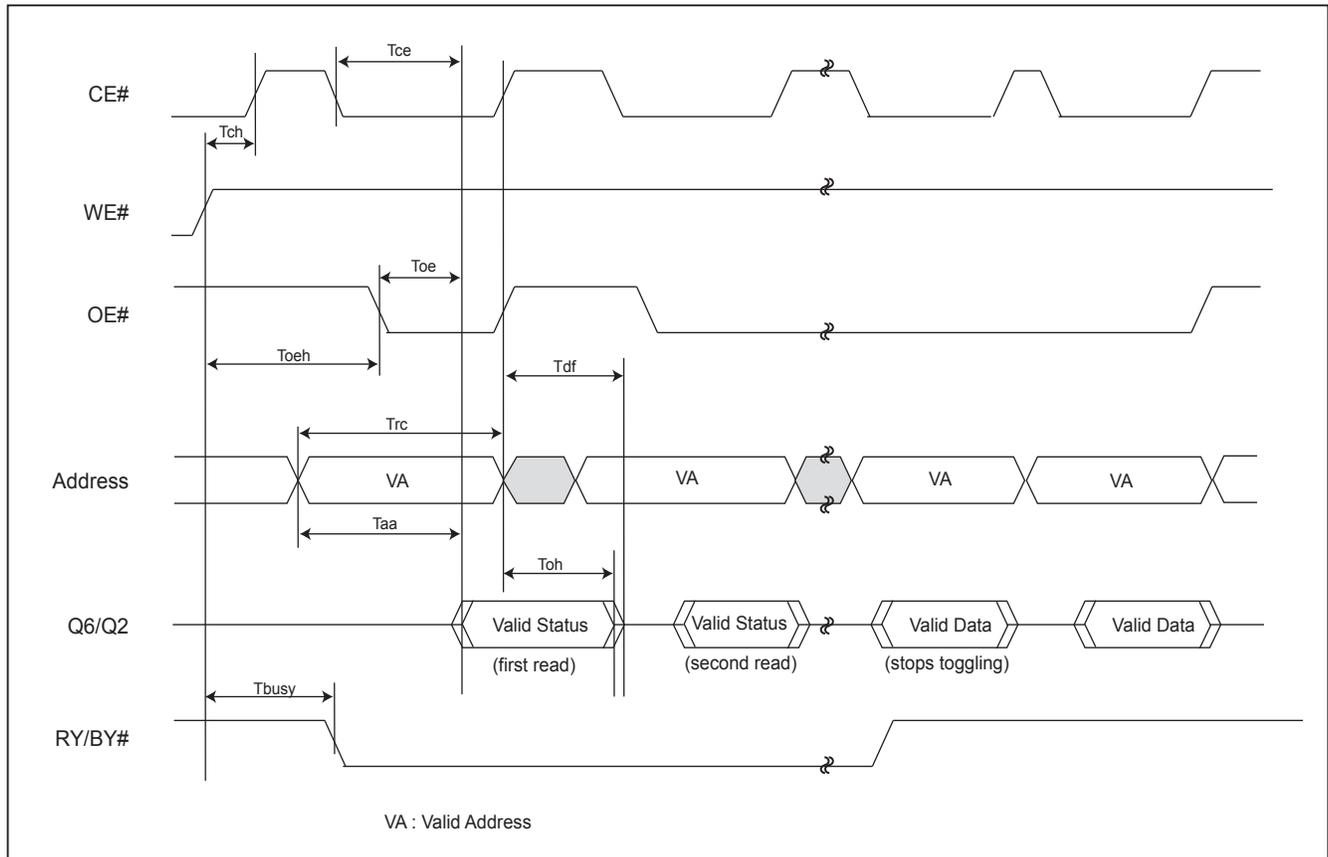 Tce
CE#
Tch
WE#
Toe
OE#
Toeh
Tdf
Trc
Address
VA
VA
VA
VA
Taa
Toh
Q6/Q2
Valid Status
Valid Status
Valid Data
Valid Data
(first read)
(second read)
(stops toggling)
Tbusy
RY/BY#
VA : Valid Address